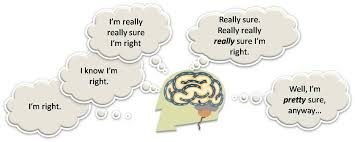 I'm right.
I know I'm
right.
I'm really
really sure
I'm right
Really sure.
Really really
really sure I'm
right.
Well, I'm
pretty sure,
anyway...